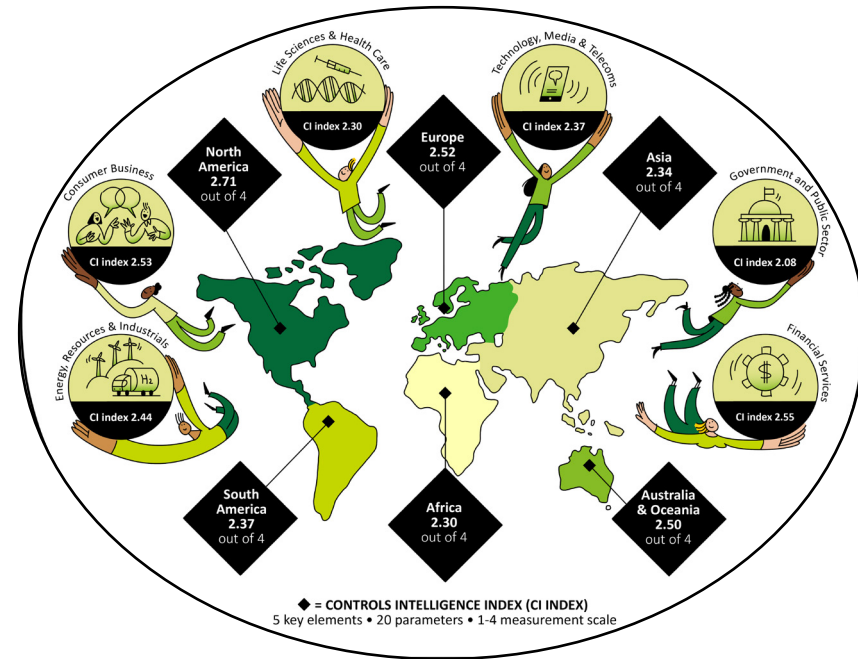 Life Sciences & Health Care
CI index 2.30
Technology, Media & Telecoms
CI index 2.37
North
America
2.71
out of 4
Europe
2.52
out of 4
Asia
2.34
out of 4
Consumer Business
CI index 2.53
Government and Public Sector
CI index 2.08
Energy, Resources & Industrials
H2
CI index 2.44
Financial Services
$
CI index 2.55
South
America
2.37
out of 4
Africa
2.30
out of 4
Australia
& Oceania
2.50
out of 4
◆ = CONTROLS INTELLIGENCE INDEX (CI INDEX)
5 key elements • 20 parameters • 1-4 measurement scale